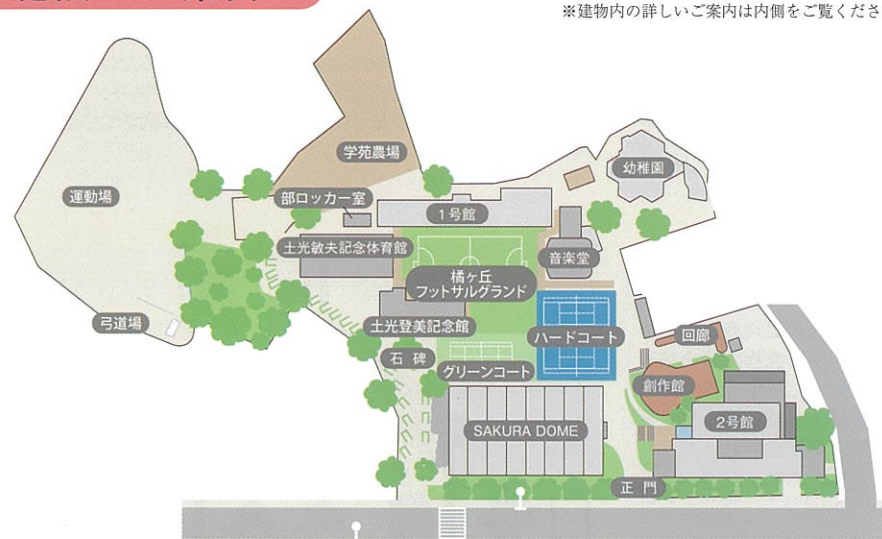 ※建物内の詳しいご案内は内側をご覧くださ
学苑農場
幼稚園
運動場
部ロッカー室
1号館
土光敏夫記念体育館
音楽堂
橘ヶ丘
フットサルグランド
弓道場
土光登美記念館
ハードコート
回廊
石碑
グリーンコート
創作館
2号館
SAKURA DOME
正門